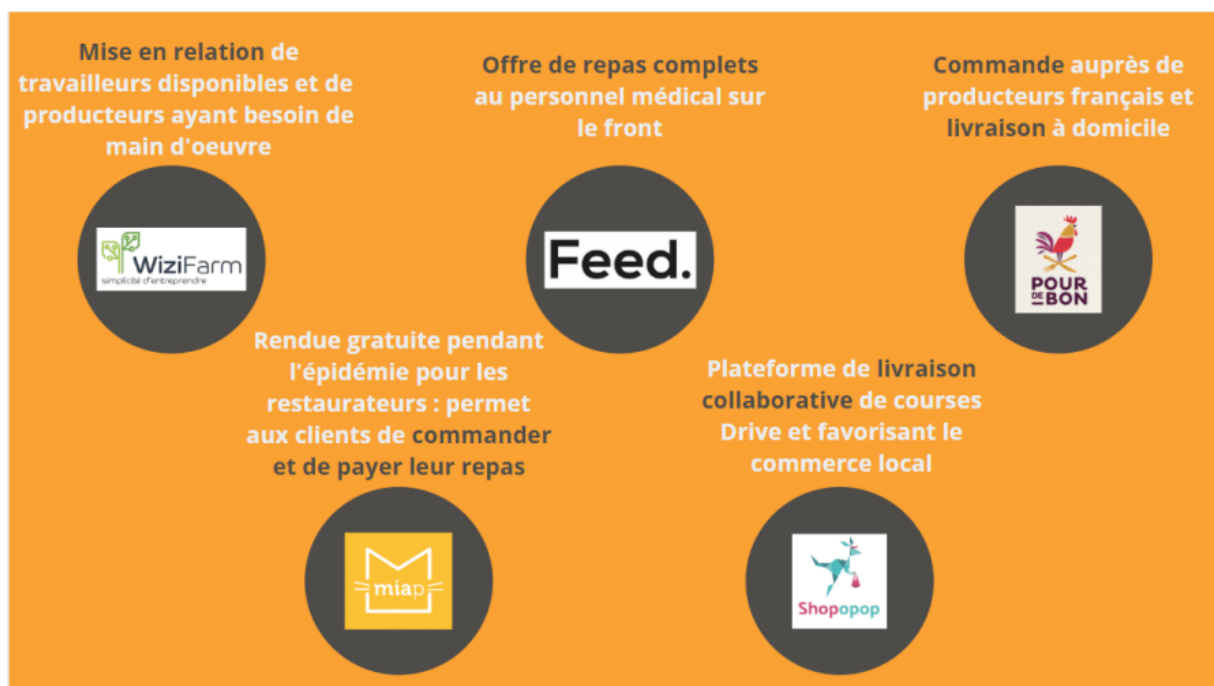 Mise en relation de
travailleurs disponibles et de
producteurs ayant besoin de
main d'oeuvre
WiziFarm
simplicité d'entreprendre
Offre de repas complets
au personnel médical sur
le front
Feed.
Commande auprès de
producteurs français et
livraison à domicile
POUR
DE BON
Rendue gratuite pendant
l'épidémie pour les
restaurateurs : permet
aux clients de commander
et de payer leur repas
miap
Plateforme de livraison
collaborative de courses
Drive et favorisant le
commerce local
Shopopop